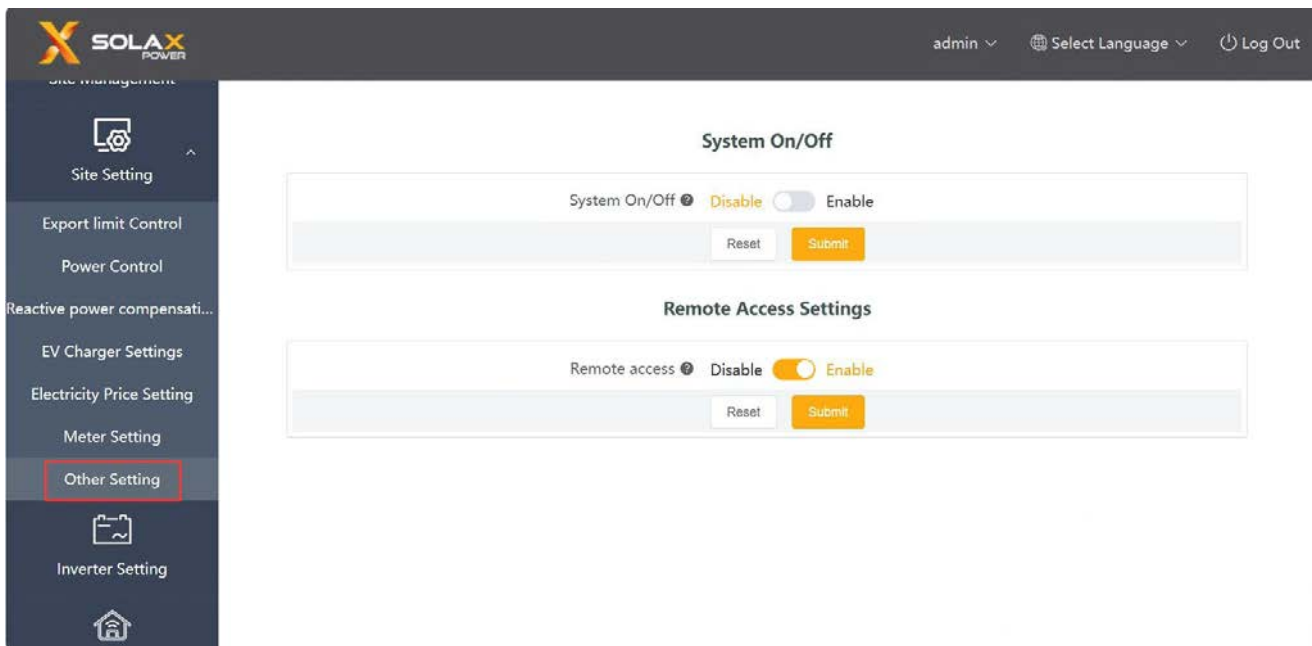 SOLAX
POWER
admin
Select Language
Log Out
Site Management
Site Setting
Export limit Control
Power Control
Reactive power compensati...
EV Charger Settings
Electricity Price Setting
Meter Setting
Other Setting
Inverter Setting
System On/Off
System On/Off Disable Enable
Reset Submit
Remote Access Settings
Remote access Disable Enable
Reset Submit